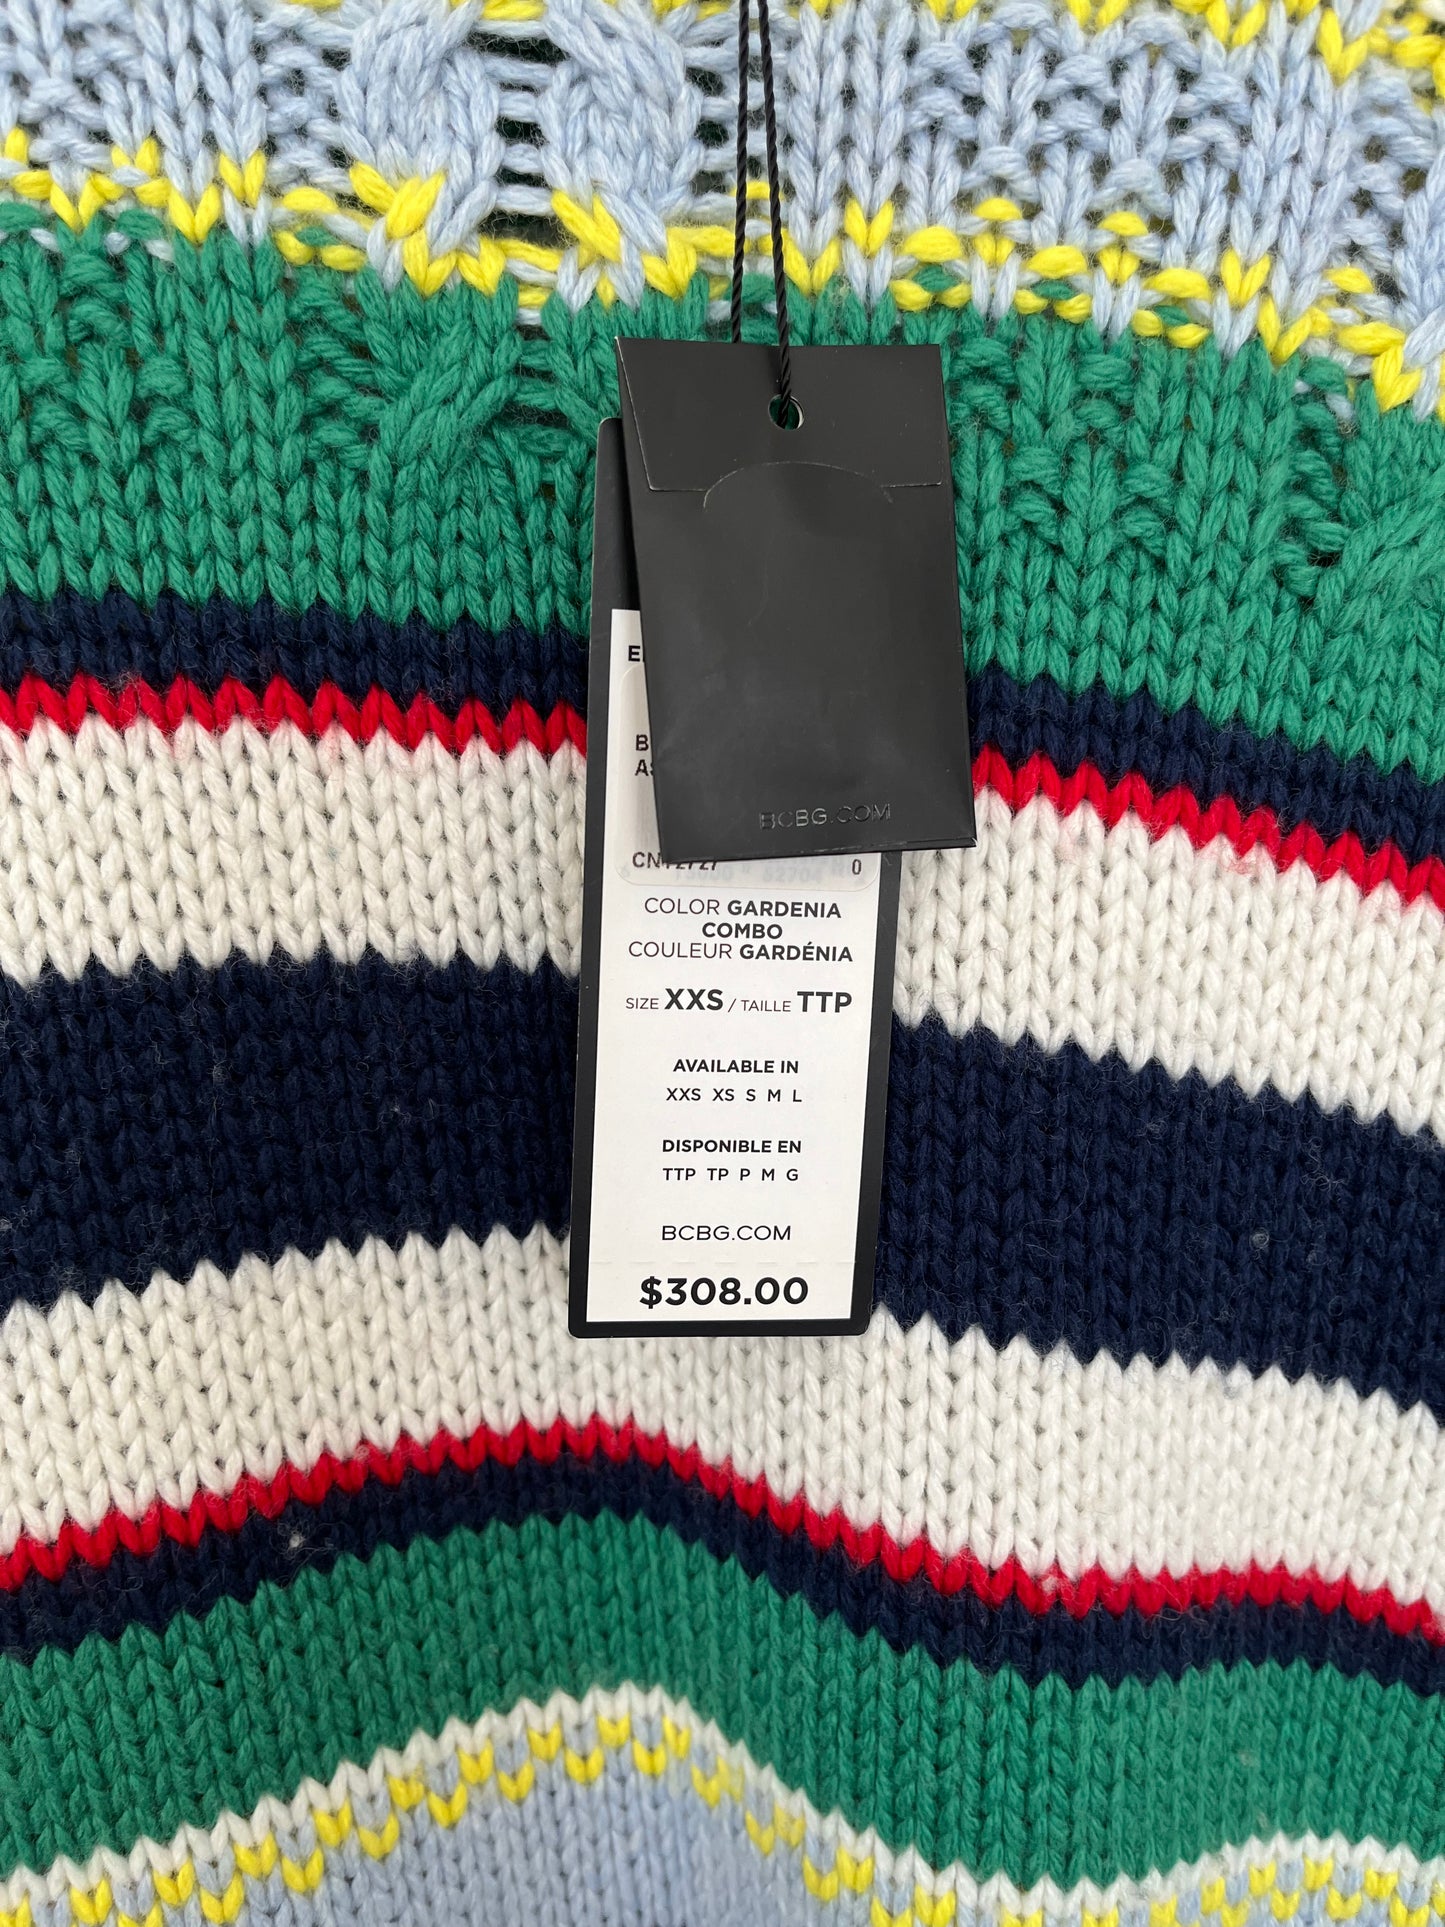 BCBG.COM
COLOR GARDENIA
COMBO
COULEUR GARDÉNIA
SIZE XXS / TAILLE TTP
AVAILABLE IN
XXS XS S M L
DISPONIBLE EN
TTP TP P M G
BCBG.COM
$308.00